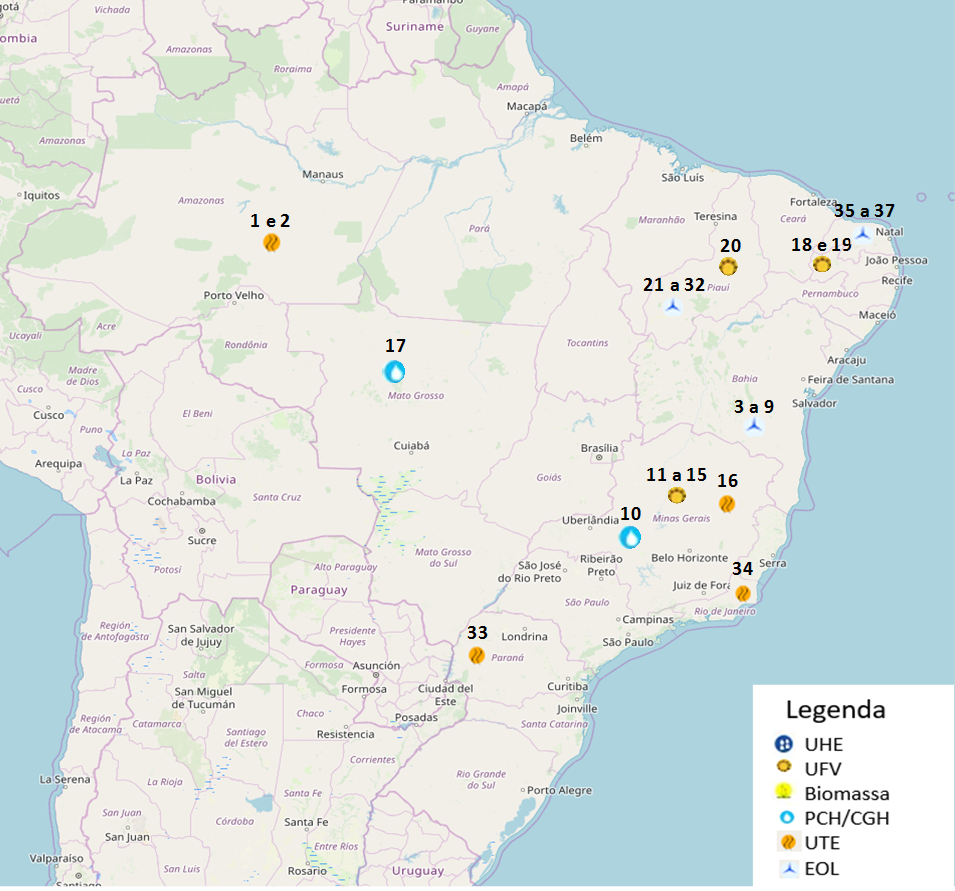 gotá
Vichada
Paramaribo
Suriname
Guyane
ombia
Amazonas
Roraima
Amapá
uetá
Macapá
Amazonas
Belém
Manaus
São Luís
Iquitos
Amazonas
Fortaleza
35 a 37
1 e 2
Maranhão
Teresina
Ceará
Pará
Natal
20
18 e 19
João Pessoa
21 a 32
Piauí
Recife
Porto Velho
Pernambuco
Maceió
Acre
Ucayali
Rondônia
17
Tocantins
Aracaju
Madre
de Dios
Bahia
Feira de Santana
Cusco
Mato Grosso
Cusco
El Beni
3 a 9
Salvador
Puno
Cuiabá
Brasília
La Paz
Arequipa
La Paz
Bolivia
Goiás
11 a 15
16
Cochabamba
Santa Cruz
10
Uberlândia
Minas Gerais
Sucre
Mato Grosso
do Sul
Ribeirão
Preto
Belo Horizonte
Serra
São José
do Rio Preto
34
Potosí
Alto Paraguay
Juiz de Fora
Paraguay
São Paulo
Rio de Janeiro
Región
de Antofagasta
San Salvador
de Jujuy
Presidente
Hayes
33
Londrina
Campinas
São Paulo
Salta
Formosa
Asunción
Paraná
San Miguel
de Tucumán
Formosa
Ciudad del
Este
Curitiba
Joinville
Región
de Atacama
Catamarca
Chaco
Posadas
Santa Catarina
Santiago
del Estero
Resistencia
Corrientes
La Serena
La Rioja
Santa Fe
Rio Grande
do Sul
Porto Alegre
San Juan
San Juan
Córdoba
Santa Fe
Entre Ríos
Valparaíso
San Luis
Rosario
Uruguay
Santiago
Legenda
UHE
UFV
Biomassa
PCH/CGH
UTE
EOL